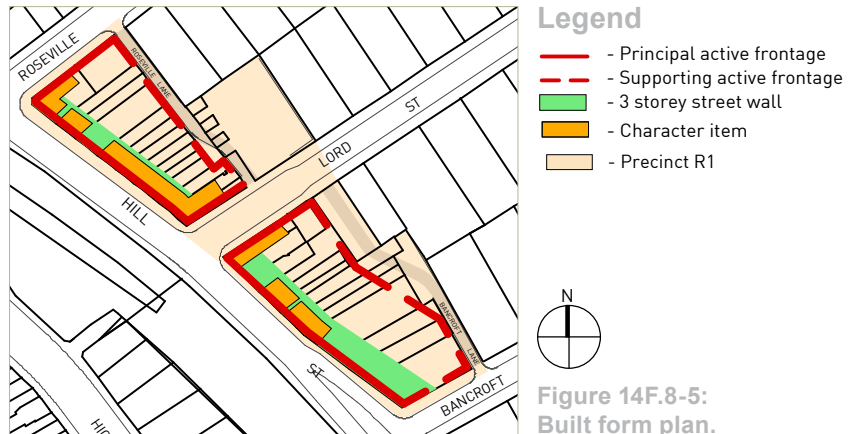 ROSEVILLE
ROSEVILLE LANE
LORD
ST
HILL
ST
BANCROFT
LANE
BANCROFT
Legend
- Principal active frontage
- Supporting active frontage
- 3 storey street wall
- Character item
- Precinct R1
N
Figure 14F.8-5:
Built form plan.